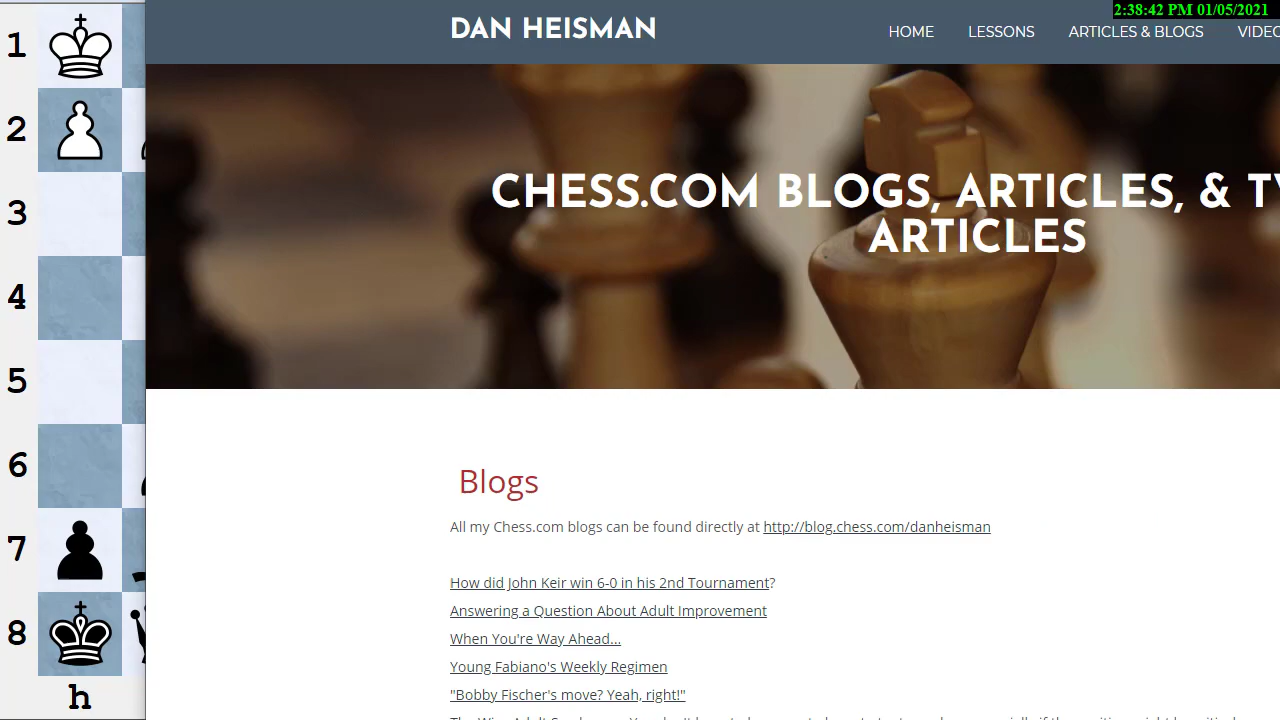 2:38:42 PM 01/05/2021
DAN HEISMAN
HOME LESSONS ARTICLES & BLOGS VIDEO
CHESS.COM BLOGS, ARTICLES, &
ARTICLES
1
2
3
4
5
6
7
8
h
Blogs
All my Chess.com blogs can be found directly at http://blog.chess.com/danheisman
How did John Keir win 6-0 in his 2nd Tournament?
Answering a Question About Adult Improvement
When You're Way Ahead...
Young Fabiano's Weekly Regimen
"Bobby Fischer's move? Yeah, right!"